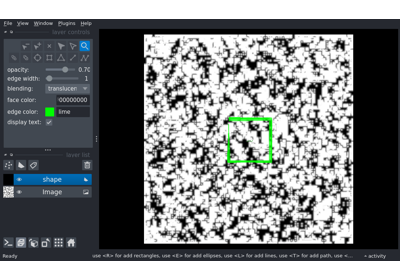 File View Window Plugins Help
layer controls
opacity: 0.70
edge width: 1
blending: translucen
face color: 00000000
edge color: lime
display text:
layer list
shape
Image
Ready
use <R> for add rectangles, use <E> for add ellipses, use <L> for add lines, use <T> for add path, use <...
activity